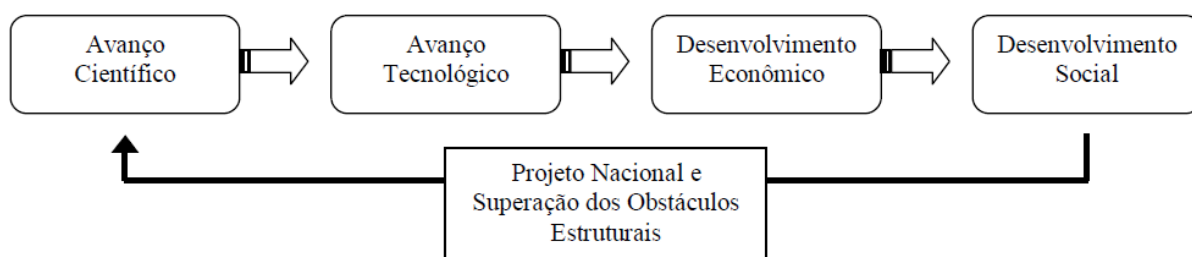 Avanço
Científico
Avanço
Tecnológico
Desenvolvimento
Econômico
Desenvolvimento
Social
Projeto Nacional e
Superação dos Obstáculos
Estruturais